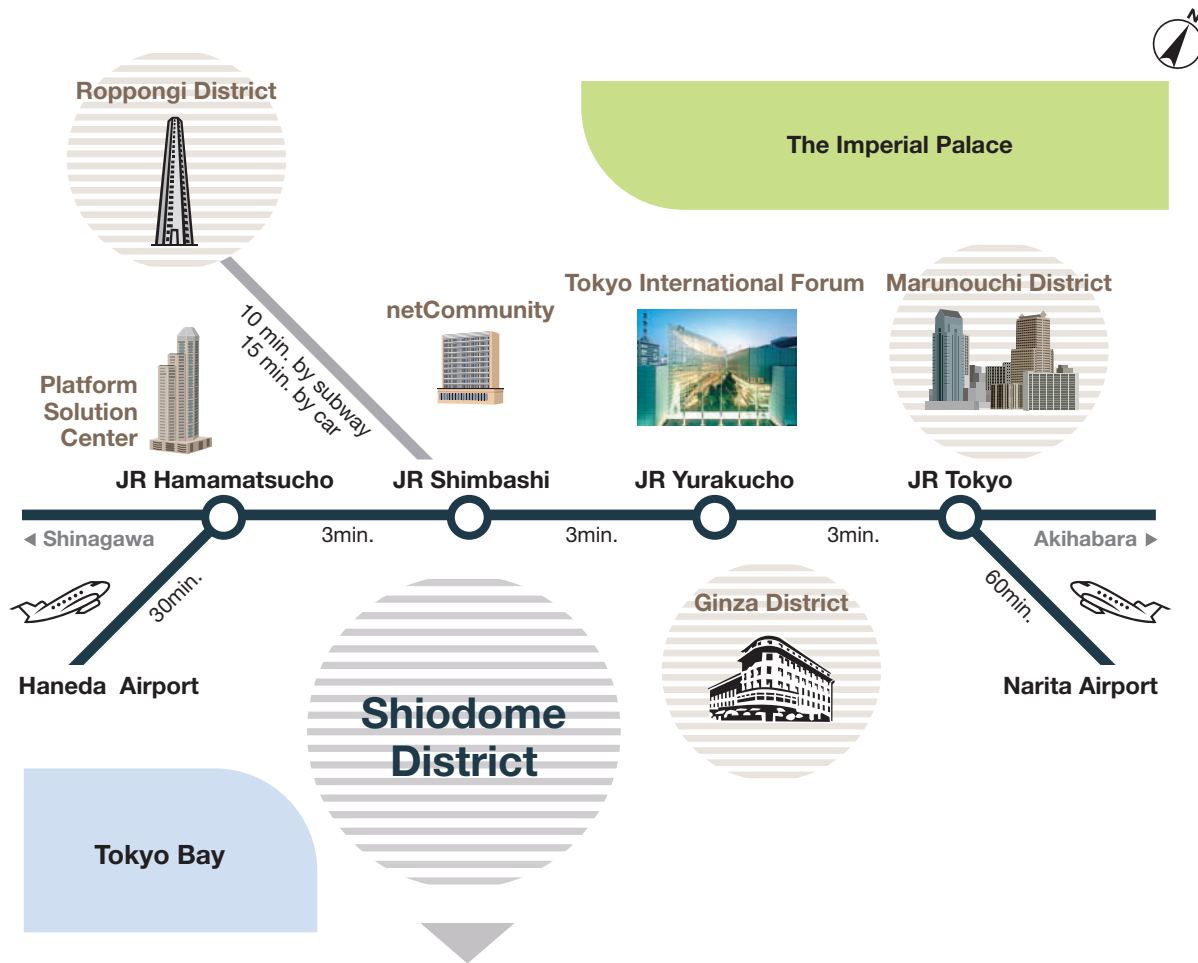 N
Roppongi District
The Imperial Palace
10 min. by subway
15 min. by car
netCommunity
Tokyo International Forum
Marunouchi District
Platform
Solution
Center
JR Hamamatsucho
JR Shimbashi
JR Yurakucho
JR Tokyo
◀ Shinagawa
3min.
3min.
3min.
Akihabara ▶
30min.
60min.
Ginza District
Haneda Airport
Narita Airport
Shiodome
District
Tokyo Bay